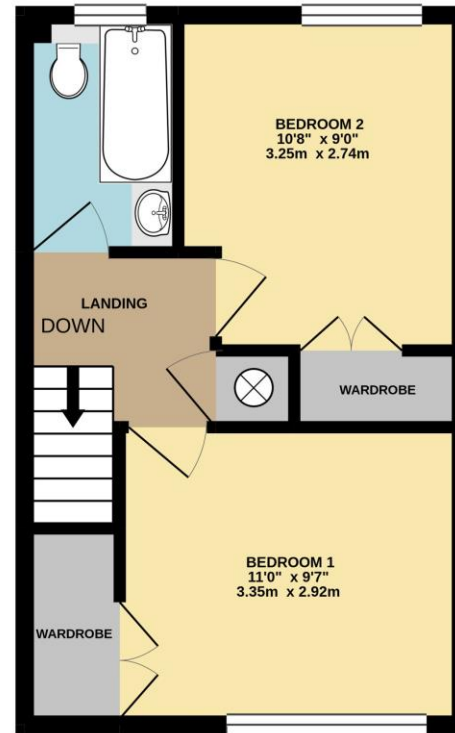 BEDROOM 2
10'8" x 9'0"
3.25m x 2.74m
LANDING
DOWN
WARDROBE
BEDROOM 1
11'0" x 9'7"
3.35m x 2.92m
WARDROBE